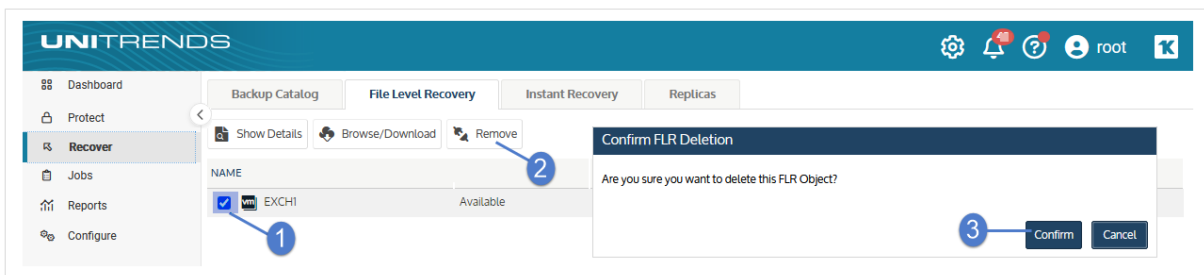 UNITRENDS
48
?
root
K
Dashboard
Protect
Recover
Jobs
Reports
Configure
Backup Catalog
File Level Recovery
Instant Recovery
Replicas
Show Details
Browse/Download
Remove
2
NAME
vm EXCH1
Available
1
Confirm FLR Deletion
Are you sure you want to delete this FLR Object?
3
Confirm
Cancel